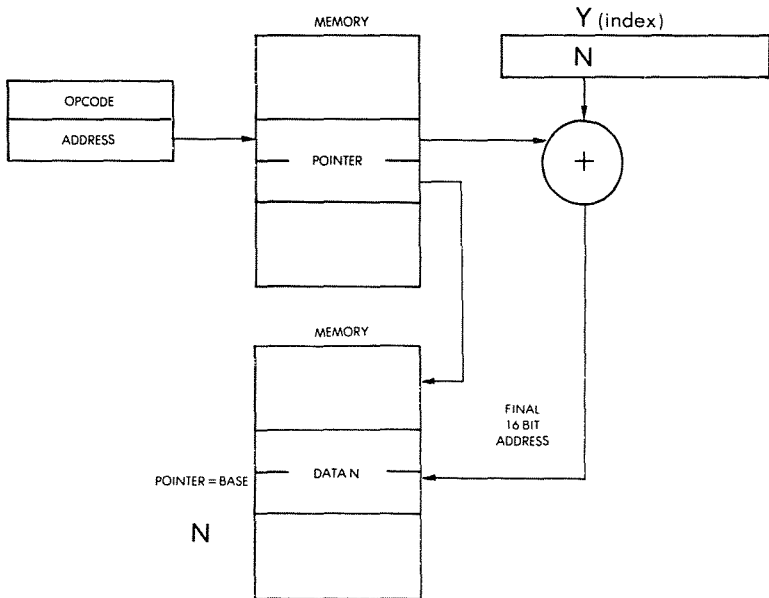 MEMORY
Y (index)
N
OPCODE
ADDRESS
POINTER
+
MEMORY
FINAL
16 BIT
ADDRESS
POINTER = BASE
DATA N
N